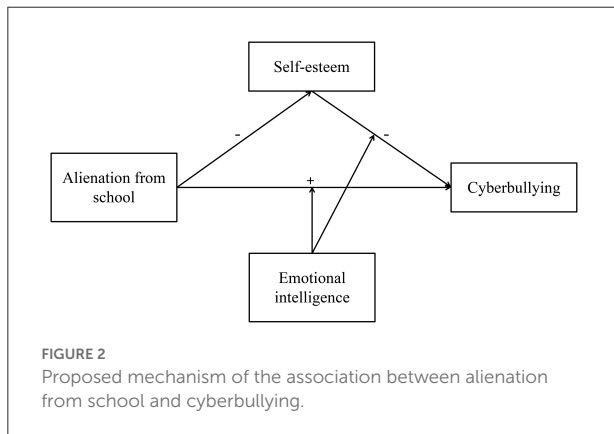 Self-esteem
-
-
Alienation from
school
+
Cyberbullying
Emotional
intelligence
FIGURE 2
Proposed mechanism of the association between alienation
from school and cyberbullying.